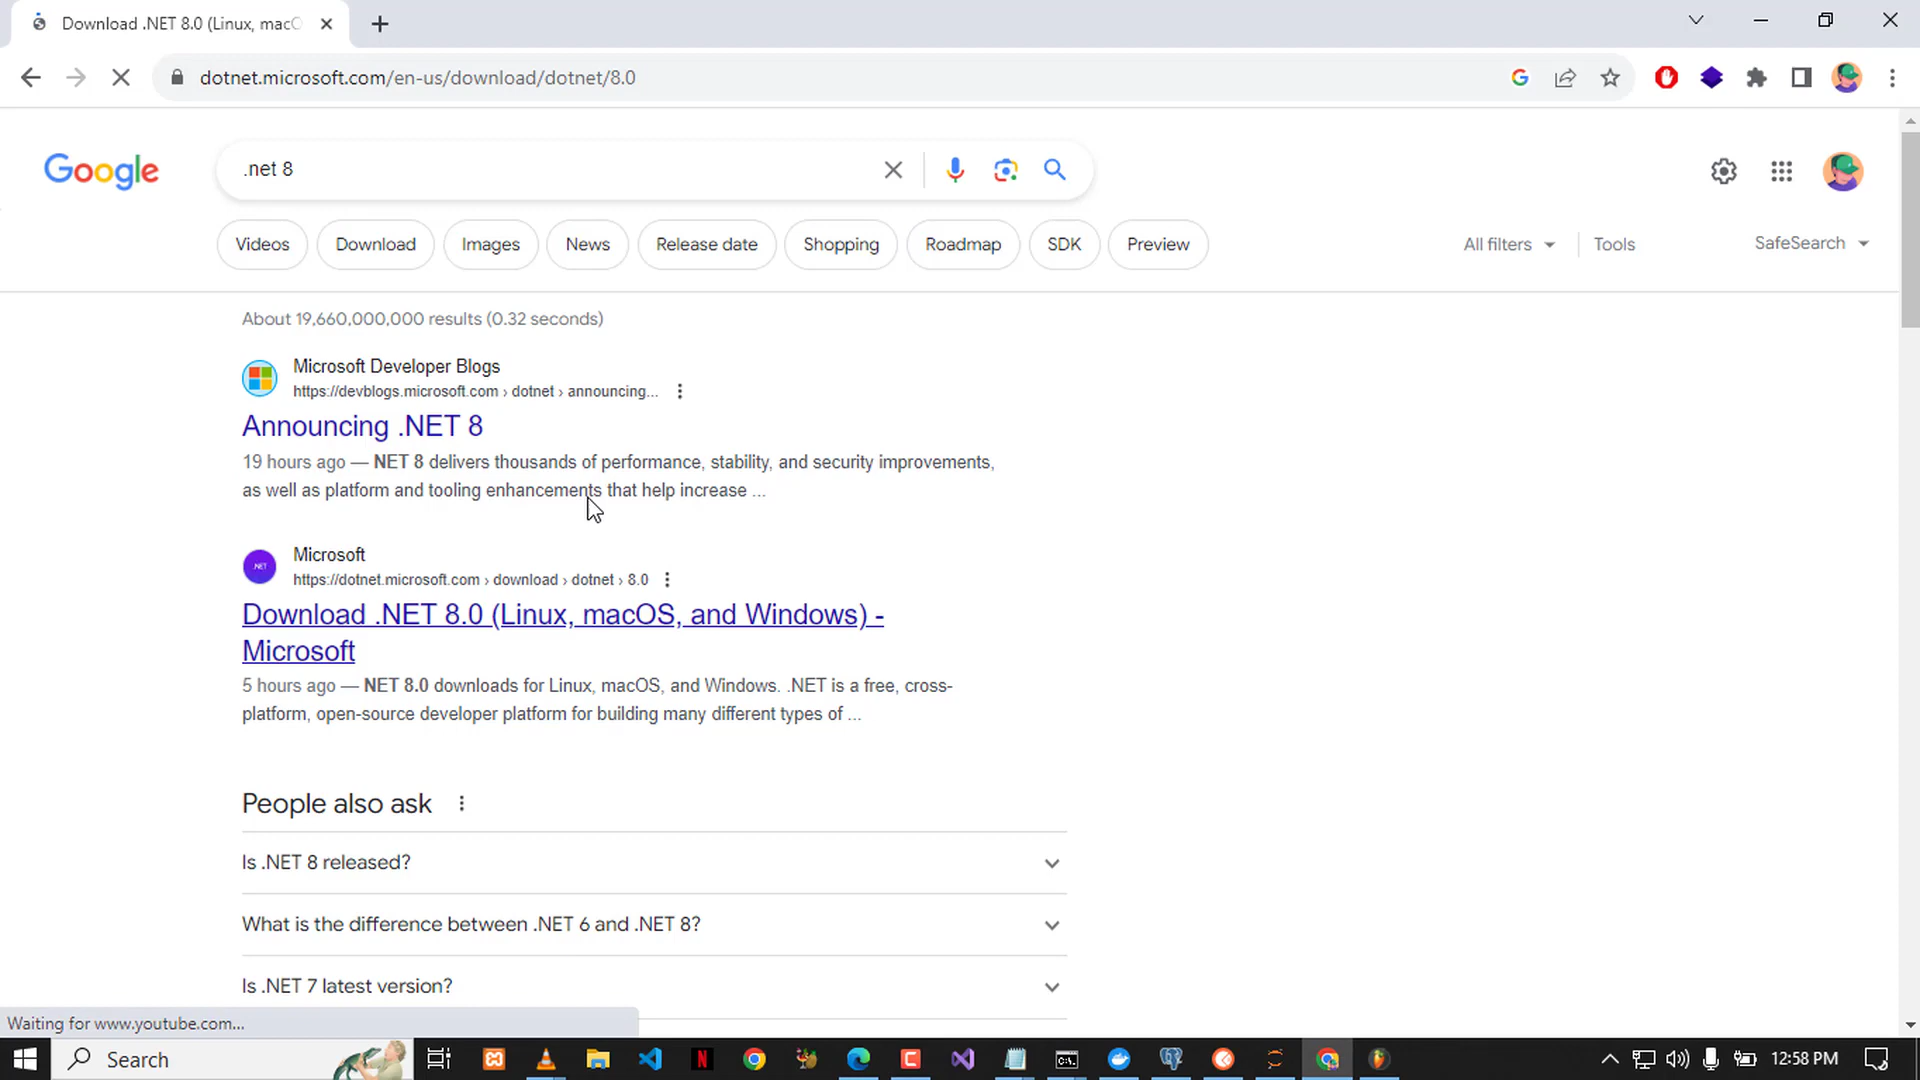 Download .NET 8.0 (Linux, macO
dotnet.microsoft.com/en-us/download/dotnet/8.0
Google
.net 8
Videos
Download
Images
News
Release date
Shopping
Roadmap
SDK
Preview
All filters
Tools
SafeSearch
About 19,660,000,000 results (0.32 seconds)
Microsoft Developer Blogs
https://devblogs.microsoft.com › dotnet › announcing...
Announcing .NET 8
19 hours ago — NET 8 delivers thousands of performance, stability, and security improvements,
as well as platform and tooling enhancements that help increase ...
.NET
Microsoft
https://dotnet.microsoft.com › download › dotnet › 8.0
Download .NET 8.0 (Linux, macOS, and Windows) -
Microsoft
5 hours ago — NET 8.0 downloads for Linux, macOS, and Windows. .NET is a free, cross-
platform, open-source developer platform for building many different types of ...
People also ask
Is .NET 8 released?
What is the difference between .NET 6 and .NET 8?
Is .NET 7 latest version?
Waiting for www.youtube.com...
Search
12:58 PM